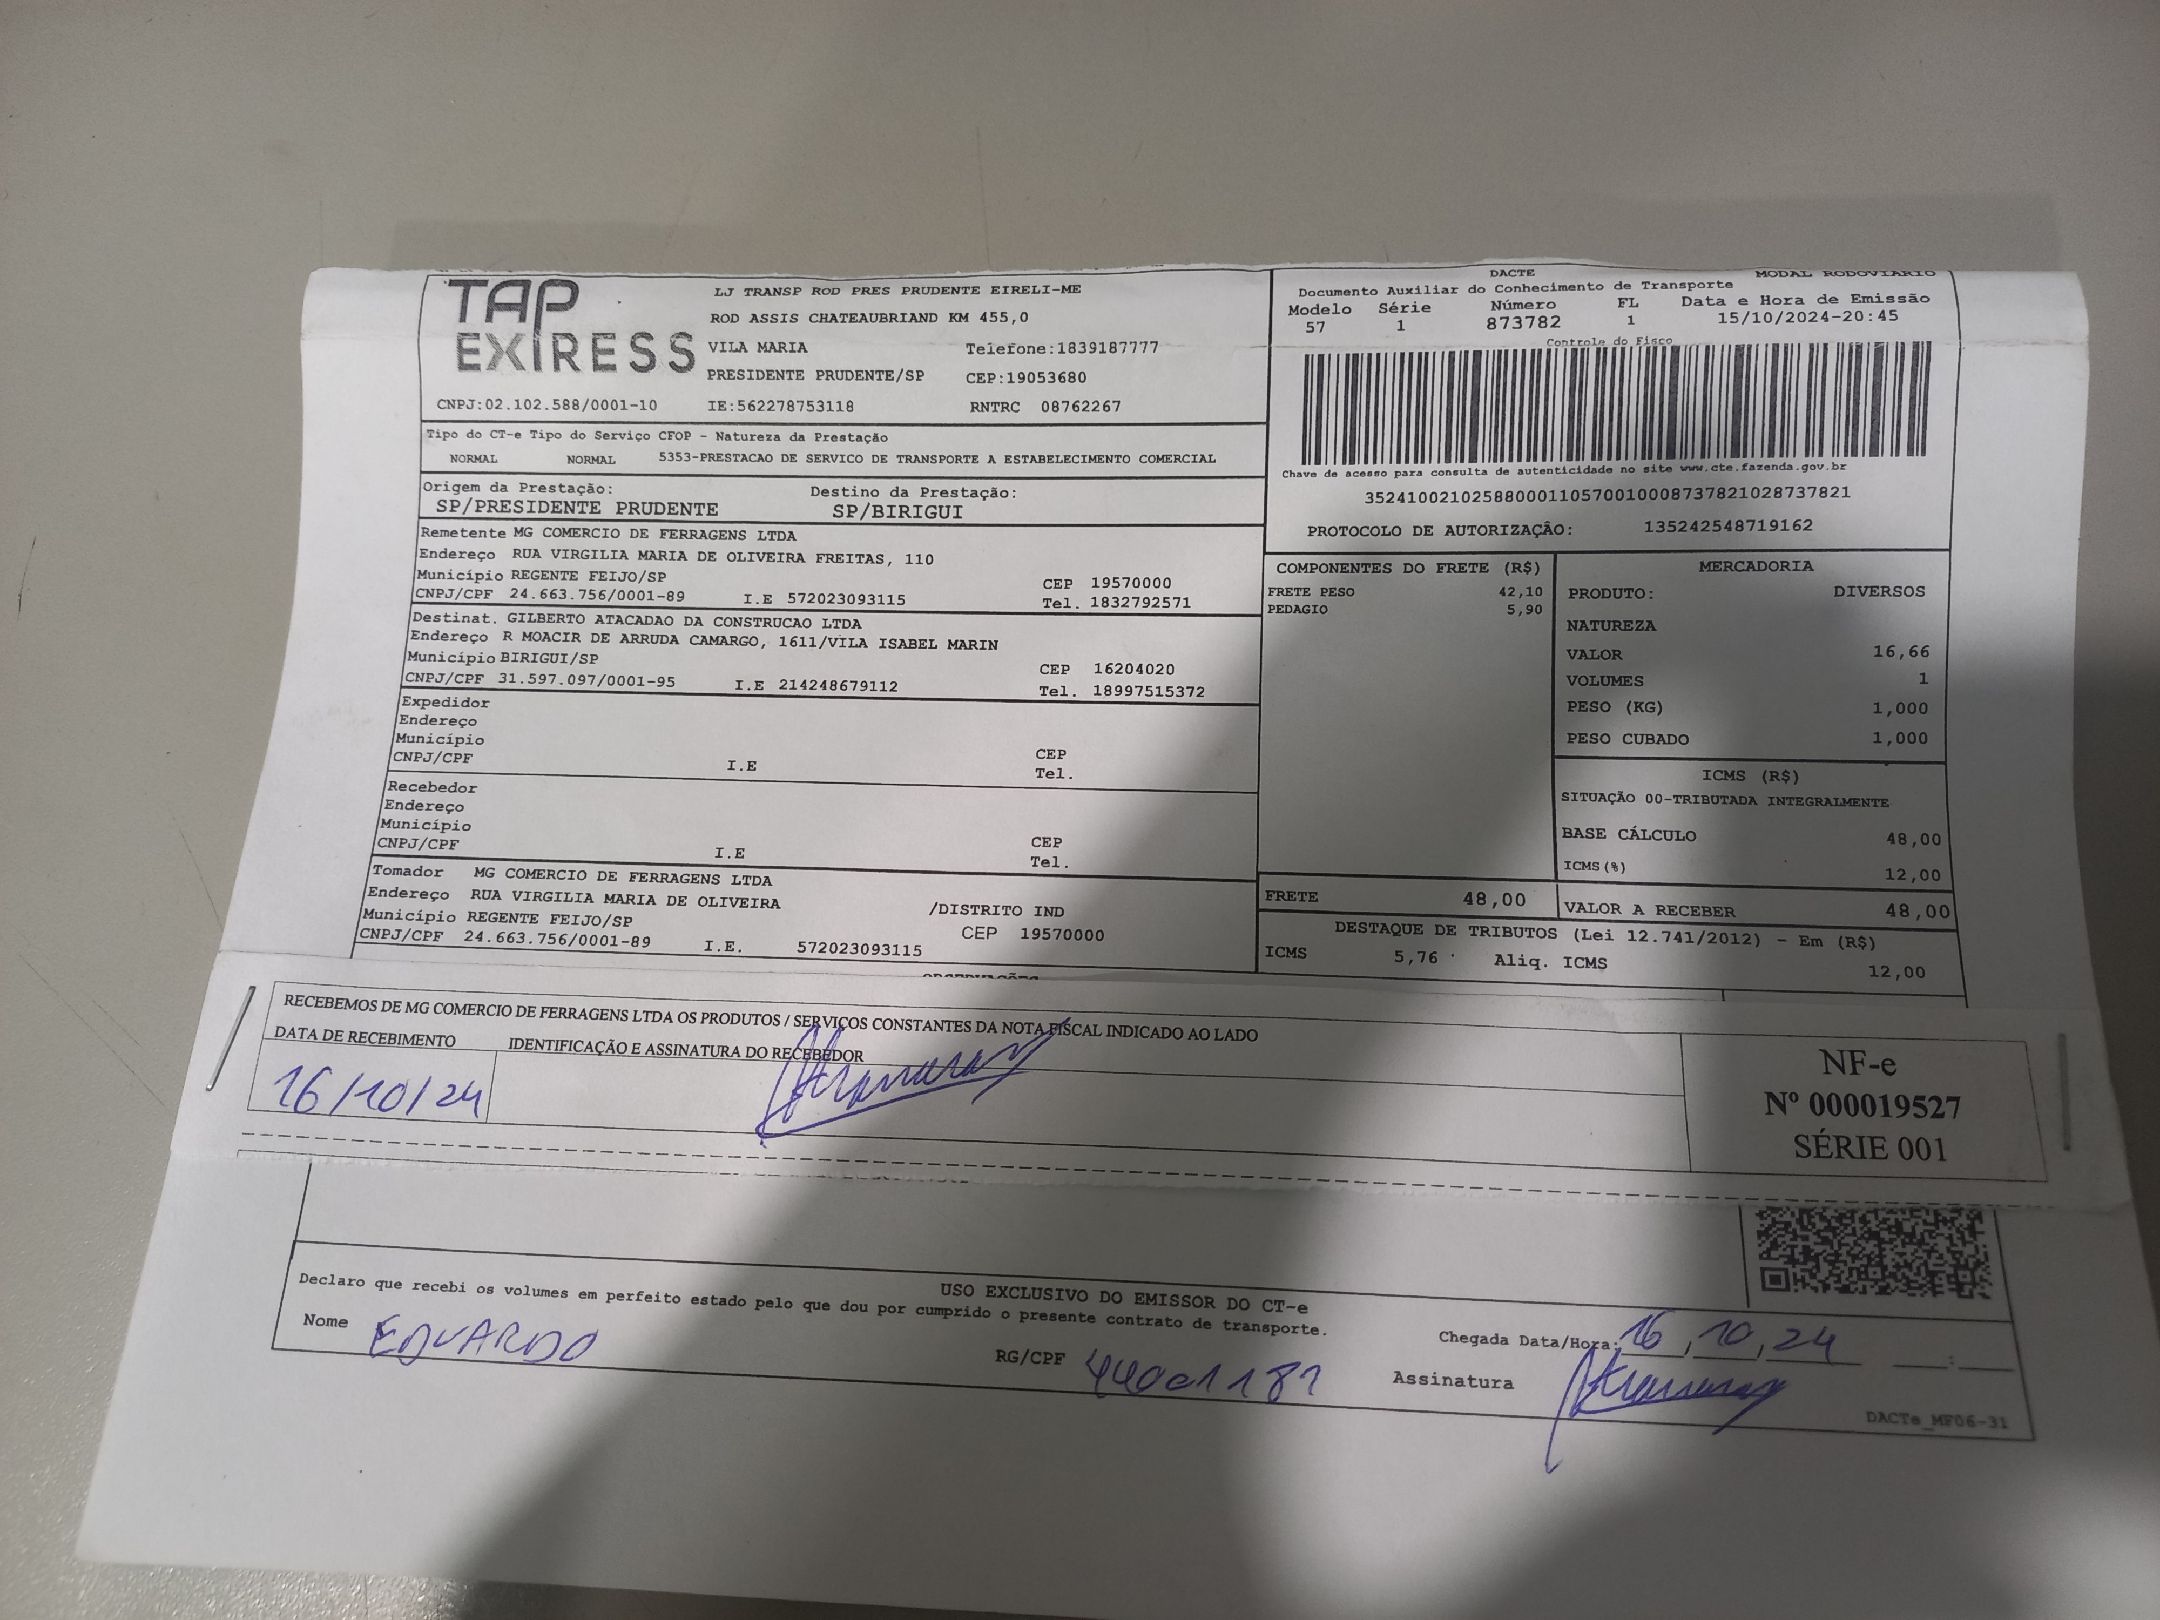 TAP EXPRESS
LJ TRANSP ROD PRES PRUDENTE EIRELI-ME
ROD ASSIS CHATEAUBRIAND KM 455,0
VILA MARIA Telefone:1839187777
PRESIDENTE PRUDENTE/SP CEP:19053680
CNPJ:02.102.588/0001-10 IE:562278753118 RNTRC 08762267
DACTE MODAL RODOVIARIO
Documento Auxiliar do Conhecimento de Transporte
Modelo Série Número FL Data e Hora de Emissão
57 1 873782 1 15/10/2024-20:45
Controle do Fisco
Chave de acesso para consulta de autenticidade no site www.cte.fazenda.gov.br
35241002102588000110570010008737821028737821
PROTOCOLO DE AUTORIZAÇÃO: 135242548719162
Tipo do CT-e Tipo do Serviço CFOP - Natureza da Prestação
NORMAL NORMAL 5353-PRESTACAO DE SERVICO DE TRANSPORTE A ESTABELECIMENTO COMERCIAL
Origem da Prestação: Destino da Prestação:
SP/PRESIDENTE PRUDENTE SP/BIRIGUI
Remetente MG COMERCIO DE FERRAGENS LTDA
Endereço RUA VIRGILIA MARIA DE OLIVEIRA FREITAS, 110
Município REGENTE FEIJO/SP CEP 19570000
CNPJ/CPF 24.663.756/0001-89 I.E 572023093115 Tel. 1832792571
Destinat. GILBERTO ATACADAO DA CONSTRUCAO LTDA
Endereço R MOACIR DE ARRUDA CAMARGO, 1611/VILA ISABEL MARIN
Município BIRIGUI/SP CEP 16204020
CNPJ/CPF 31.597.097/0001-95 I.E 214248679112 Tel. 18997515372
Expedidor
Endereço
Município CEP
CNPJ/CPF I.E Tel.
Recebedor
Endereço
Município CEP
CNPJ/CPF I.E Tel.
Tomador MG COMERCIO DE FERRAGENS LTDA
Endereço RUA VIRGILIA MARIA DE OLIVEIRA /DISTRITO IND
Município REGENTE FEIJO/SP CEP 19570000
CNPJ/CPF 24.663.756/0001-89 I.E. 572023093115
COMPONENTES DO FRETE (R$)
FRETE PESO 42,10
PEDAGIO 5,90
MERCADORIA
PRODUTO: DIVERSOS
NATUREZA
VALOR 16,66
VOLUMES 1
PESO (KG) 1,000
PESO CUBADO 1,000
ICMS (R$)
SITUAÇÃO 00-TRIBUTADA INTEGRALMENTE
BASE CÁLCULO 48,00
ICMS(%) 12,00
FRETE 48,00 VALOR A RECEBER 48,00
DESTAQUE DE TRIBUTOS (Lei 12.741/2012) - Em (R$)
ICMS 5,76 Aliq. ICMS 12,00
RECEBEMOS DE MG COMERCIO DE FERRAGENS LTDA OS PRODUTOS / SERVIÇOS CONSTANTES DA NOTA FISCAL INDICADO AO LADO
DATA DE RECEBIMENTO IDENTIFICAÇÃO E ASSINATURA DO RECEBEDOR
16/10/24
NF-e
Nº 000019527
SÉRIE 001
USO EXCLUSIVO DO EMISSOR DO CT-e
Declaro que recebi os volumes em perfeito estado pelo que dou por cumprido o presente contrato de transporte.
Nome EDUARDO RG/CPF Chegada Data/Hora: 16,10,24 __:__
Assinatura
DACTe_MF06-31